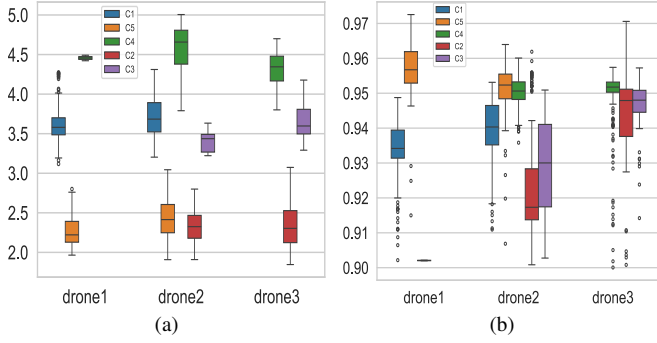 5.0
4.5
4.0
3.5
3.0
2.5
2.0
C1
C5
C4
C2
C3
drone1 drone2 drone3
(a)
0.97
0.96
0.95
0.94
0.93
0.92
0.91
0.90
C1
C5
C4
C2
C3
drone1 drone2 drone3
(b)